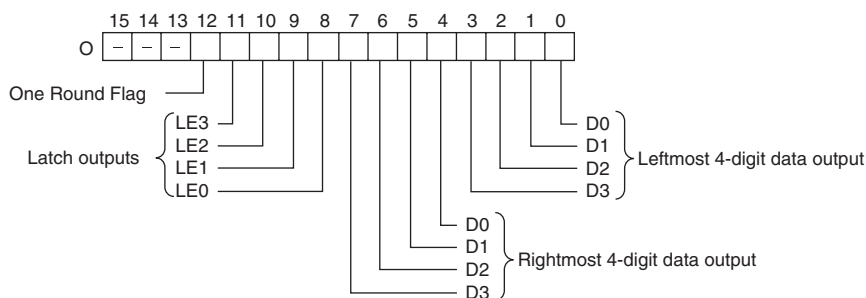 15 14 13 12 11 10 9 8 7 6 5 4 3 2 1 0
O – – –
One Round Flag
Latch outputs
LE3
LE2
LE1
LE0
D0
D1
D2
D3
Leftmost 4-digit data output
D0
D1
D2
D3
Rightmost 4-digit data output